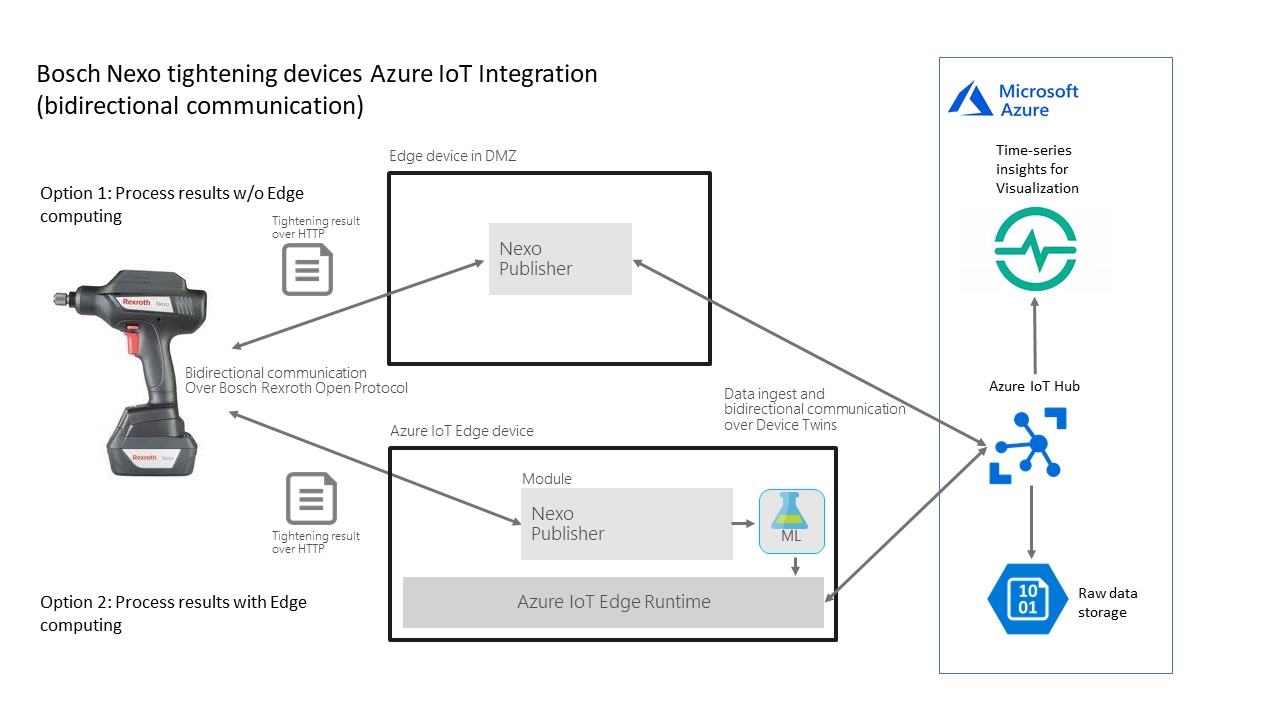 Bosch Nexo tightening devices Azure IoT Integration
(bidirectional communication)
Option 1: Process results w/o Edge
computing
Tightening result
over HTTP
Rexroth Nexo
Rexroth Nexo
Bidirectional communication
Over Bosch Rexroth Open Protocol
Edge device in DMZ
Nexo
Publisher
Data ingest and
bidirectional communication
over Device Twins
Azure IoT Edge device
Module
Nexo
Publisher
ML
Azure IoT Edge Runtime
Tightening result
over HTTP
Option 2: Process results with Edge
computing
Microsoft
Azure
Time-series
insights for
Visualization
Azure IoT Hub
10
01
Raw data
storage